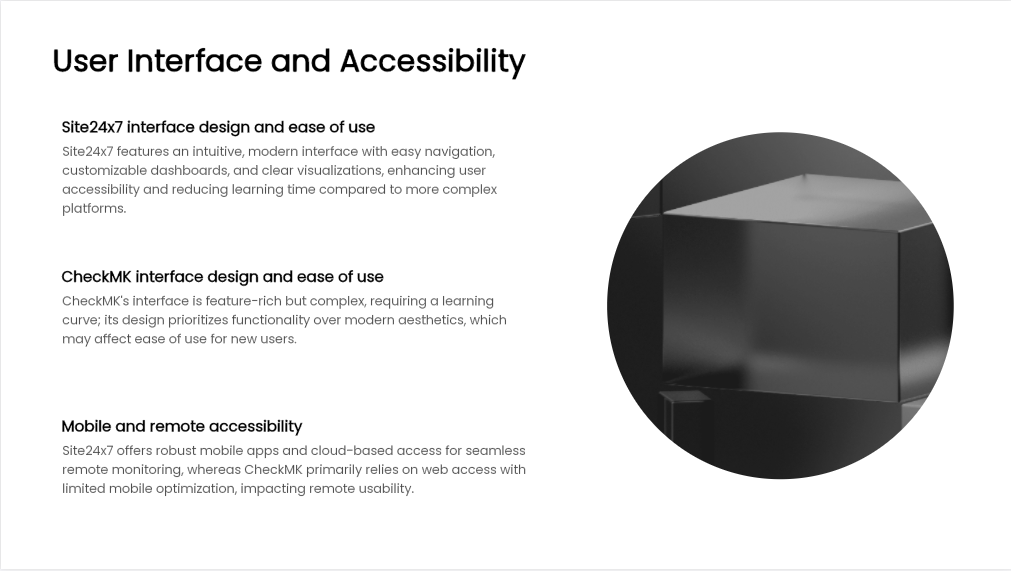 User Interface and Accessibility
Site24x7 interface design and ease of use
Site24x7 features an intuitive, modern interface with easy navigation,
customizable dashboards, and clear visualizations, enhancing user
accessibility and reducing learning time compared to more complex
platforms.
CheckMK interface design and ease of use
CheckMK's interface is feature-rich but complex, requiring a learning
curve; its design prioritizes functionality over modern aesthetics, which
may affect ease of use for new users.
Mobile and remote accessibility
Site24x7 offers robust mobile apps and cloud-based access for seamless
remote monitoring, whereas CheckMK primarily relies on web access with
limited mobile optimization, impacting remote usability.